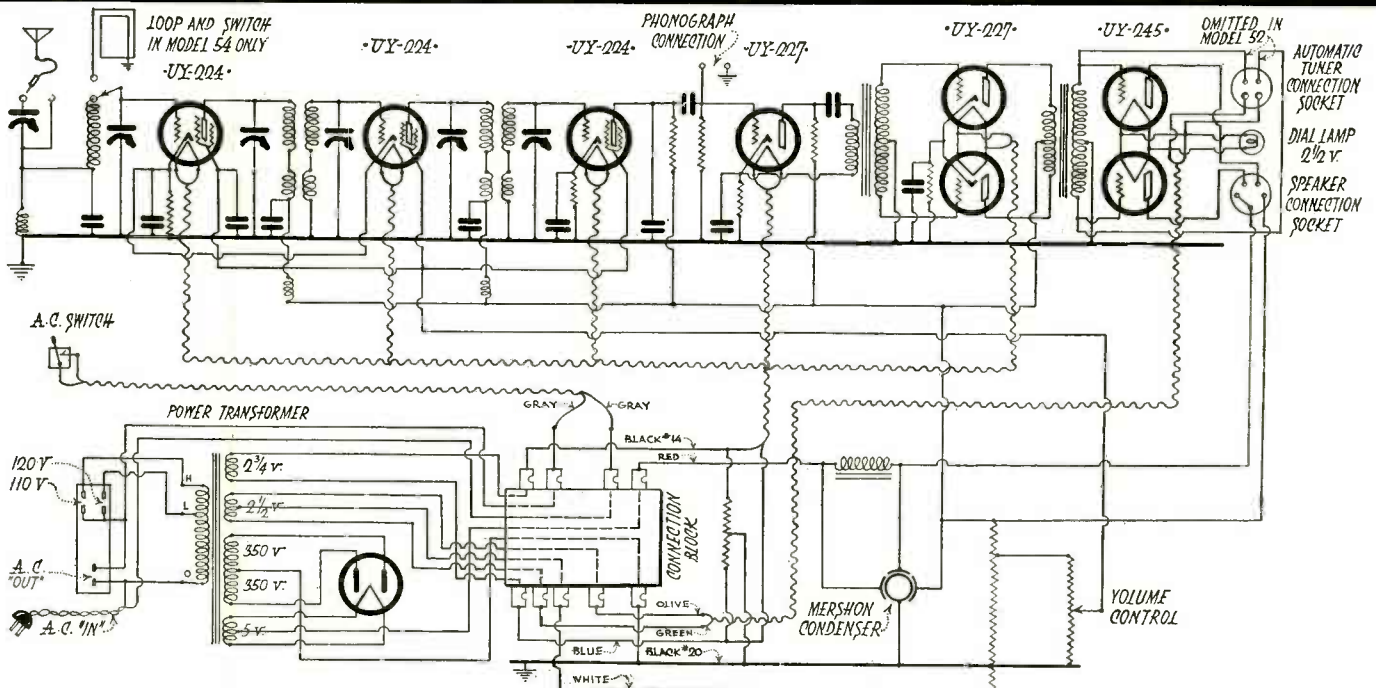 LOOP AND SWITCH
IN MODEL 54 ONLY
·UY-224·
·UY-224·
·UY-224·
PHONOGRAPH
CONNECTION
·UY-227·
·UY-227·
·UY-245·
OMITTED IN
MODEL 52
AUTOMATIC
TUNER
CONNECTION
SOCKET
DIAL LAMP
2½ V.
SPEAKER
CONNECTION
SOCKET
A.C. SWITCH
POWER TRANSFORMER
GRAY
GRAY
BLACK #14
RED
120 V
110 V
H
L
O
2¾ V.
2½ V.
350 V
350 V.
5 V.
A.C.
"OUT"
A.C. "IN"
CONNECTION
BLOCK
OLIVE
GREEN
BLUE
BLACK #20
WHITE
MERSHON
CONDENSER
VOLUME
CONTROL